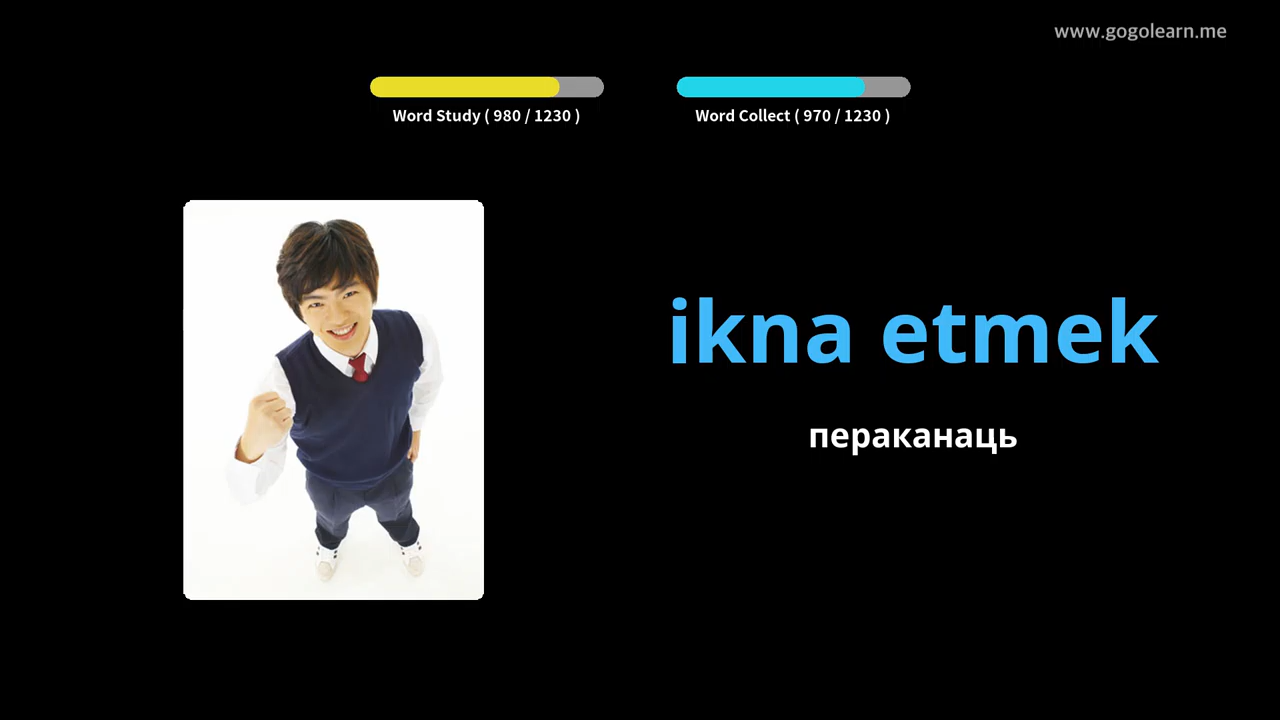 www.gogolearn.me
Word Study ( 980 / 1230 )
Word Collect ( 970 / 1230 )
ikna etmek
пераканаць